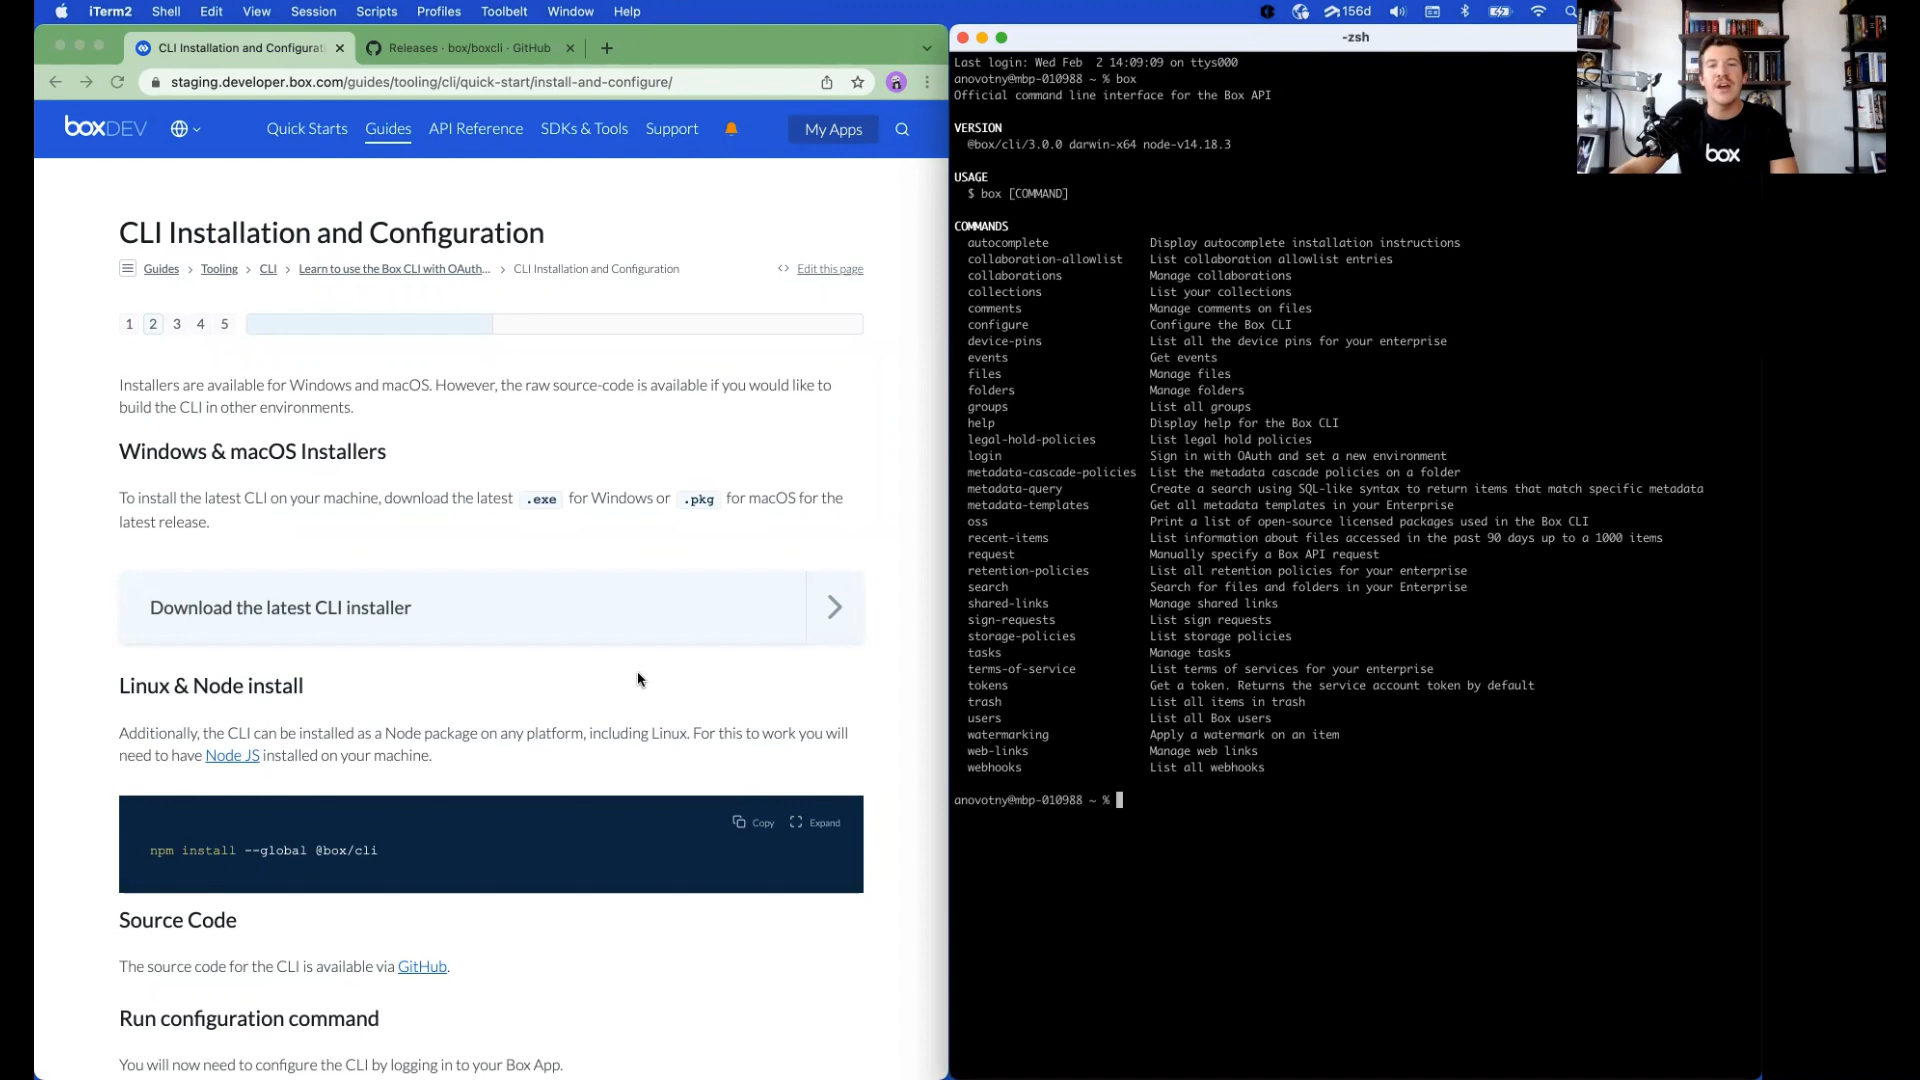 iTerm2 Shell Edit View Session Scripts Profiles Toolbelt Window Help
156d
CLI Installation and Configurat
Releases · box/boxcli · GitHub
staging.developer.box.com/guides/tooling/cli/quick-start/install-and-configure/
boxDEV
Quick Starts
Guides
API Reference
SDKs & Tools
Support
My Apps
CLI Installation and Configuration
Guides > Tooling > CLI > Learn to use the Box CLI with OAuth... > CLI Installation and Configuration
<> Edit this page
1 2 3 4 5
Installers are available for Windows and macOS. However, the raw source-code is available if you would like to
build the CLI in other environments.
Windows & macOS Installers
To install the latest CLI on your machine, download the latest .exe for Windows or .pkg for macOS for the
latest release.
Download the latest CLI installer
Linux & Node install
Additionally, the CLI can be installed as a Node package on any platform, including Linux. For this to work you will
need to have Node JS installed on your machine.
Copy
Expand
npm install --global @box/cli
Source Code
The source code for the CLI is available via GitHub.
Run configuration command
You will now need to configure the CLI by logging in to your Box App.
-zsh
Last login: Wed Feb  2 14:09:09 on ttys000
anovotny@mbp-010988 ~ % box
Official command line interface for the Box API
VERSION
@box/cli/3.0.0 darwin-x64 node-v14.18.3
USAGE
$ box [COMMAND]
COMMANDS
autocomplete Display autocomplete installation instructions
collaboration-allowlist List collaboration allowlist entries
collaborations Manage collaborations
collections List your collections
comments Manage comments on files
configure Configure the Box CLI
device-pins List all the device pins for your enterprise
events Get events
files Manage files
folders Manage folders
groups List all groups
help Display help for the Box CLI
legal-hold-policies List legal hold policies
login Sign in with OAuth and set a new environment
metadata-cascade-policies List the metadata cascade policies on a folder
metadata-query Create a search using SQL-like syntax to return items that match specific metadata
metadata-templates Get all metadata templates in your Enterprise
oss Print a list of open-source licensed packages used in the Box CLI
recent-items List information about files accessed in the past 90 days up to a 1000 items
request Manually specify a Box API request
retention-policies List all retention policies for your enterprise
search Search for files and folders in your Enterprise
shared-links Manage shared links
sign-requests List sign requests
storage-policies List storage policies
tasks Manage tasks
terms-of-service List terms of services for your enterprise
tokens Get a token. Returns the service account token by default
trash List all items in trash
users List all Box users
watermarking Apply a watermark on an item
web-links Manage web links
webhooks List all webhooks
anovotny@mbp-010988 ~ %
box